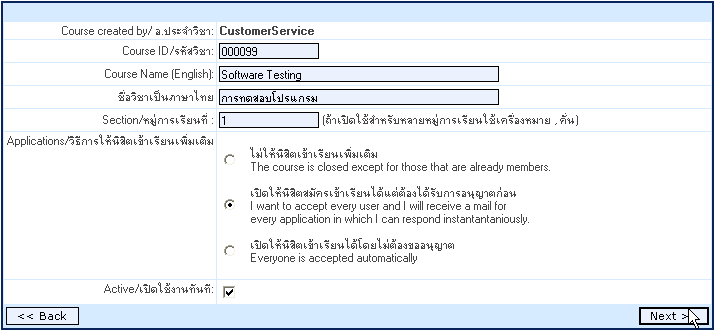 Course created by/ อ.ประจำวิชา: CustomerService
Course ID/รหัสวิชา: 000099
Course Name (English): Software Testing
ชื่อวิชาเป็นภาษาไทย การทดสอบโปรแกรม
Section/หมู่การเรียนที่ : 1 (ถ้าเปิดใช้สำหรับหลายหมู่การเรียนใช้เครื่องหมาย , คั่น)
Applications/วิธีการให้นิสิตเข้าเรียนเพิ่มเติม
ไม่ให้นิสิตเข้าเรียนเพิ่มเติม
The course is closed except for those that are already members.
เปิดให้นิสิตสมัครเข้าเรียนได้แต่ต้องได้รับการอนุญาตก่อน
I want to accept every user and I will receive a mail for
every application in which I can respond instantantaniously.
เปิดให้นิสิตเข้าเรียนได้โดยไม่ต้องขออนุญาต
Everyone is accepted automatically
Active/เปิดใช้งานทันที:
<< Back Next >